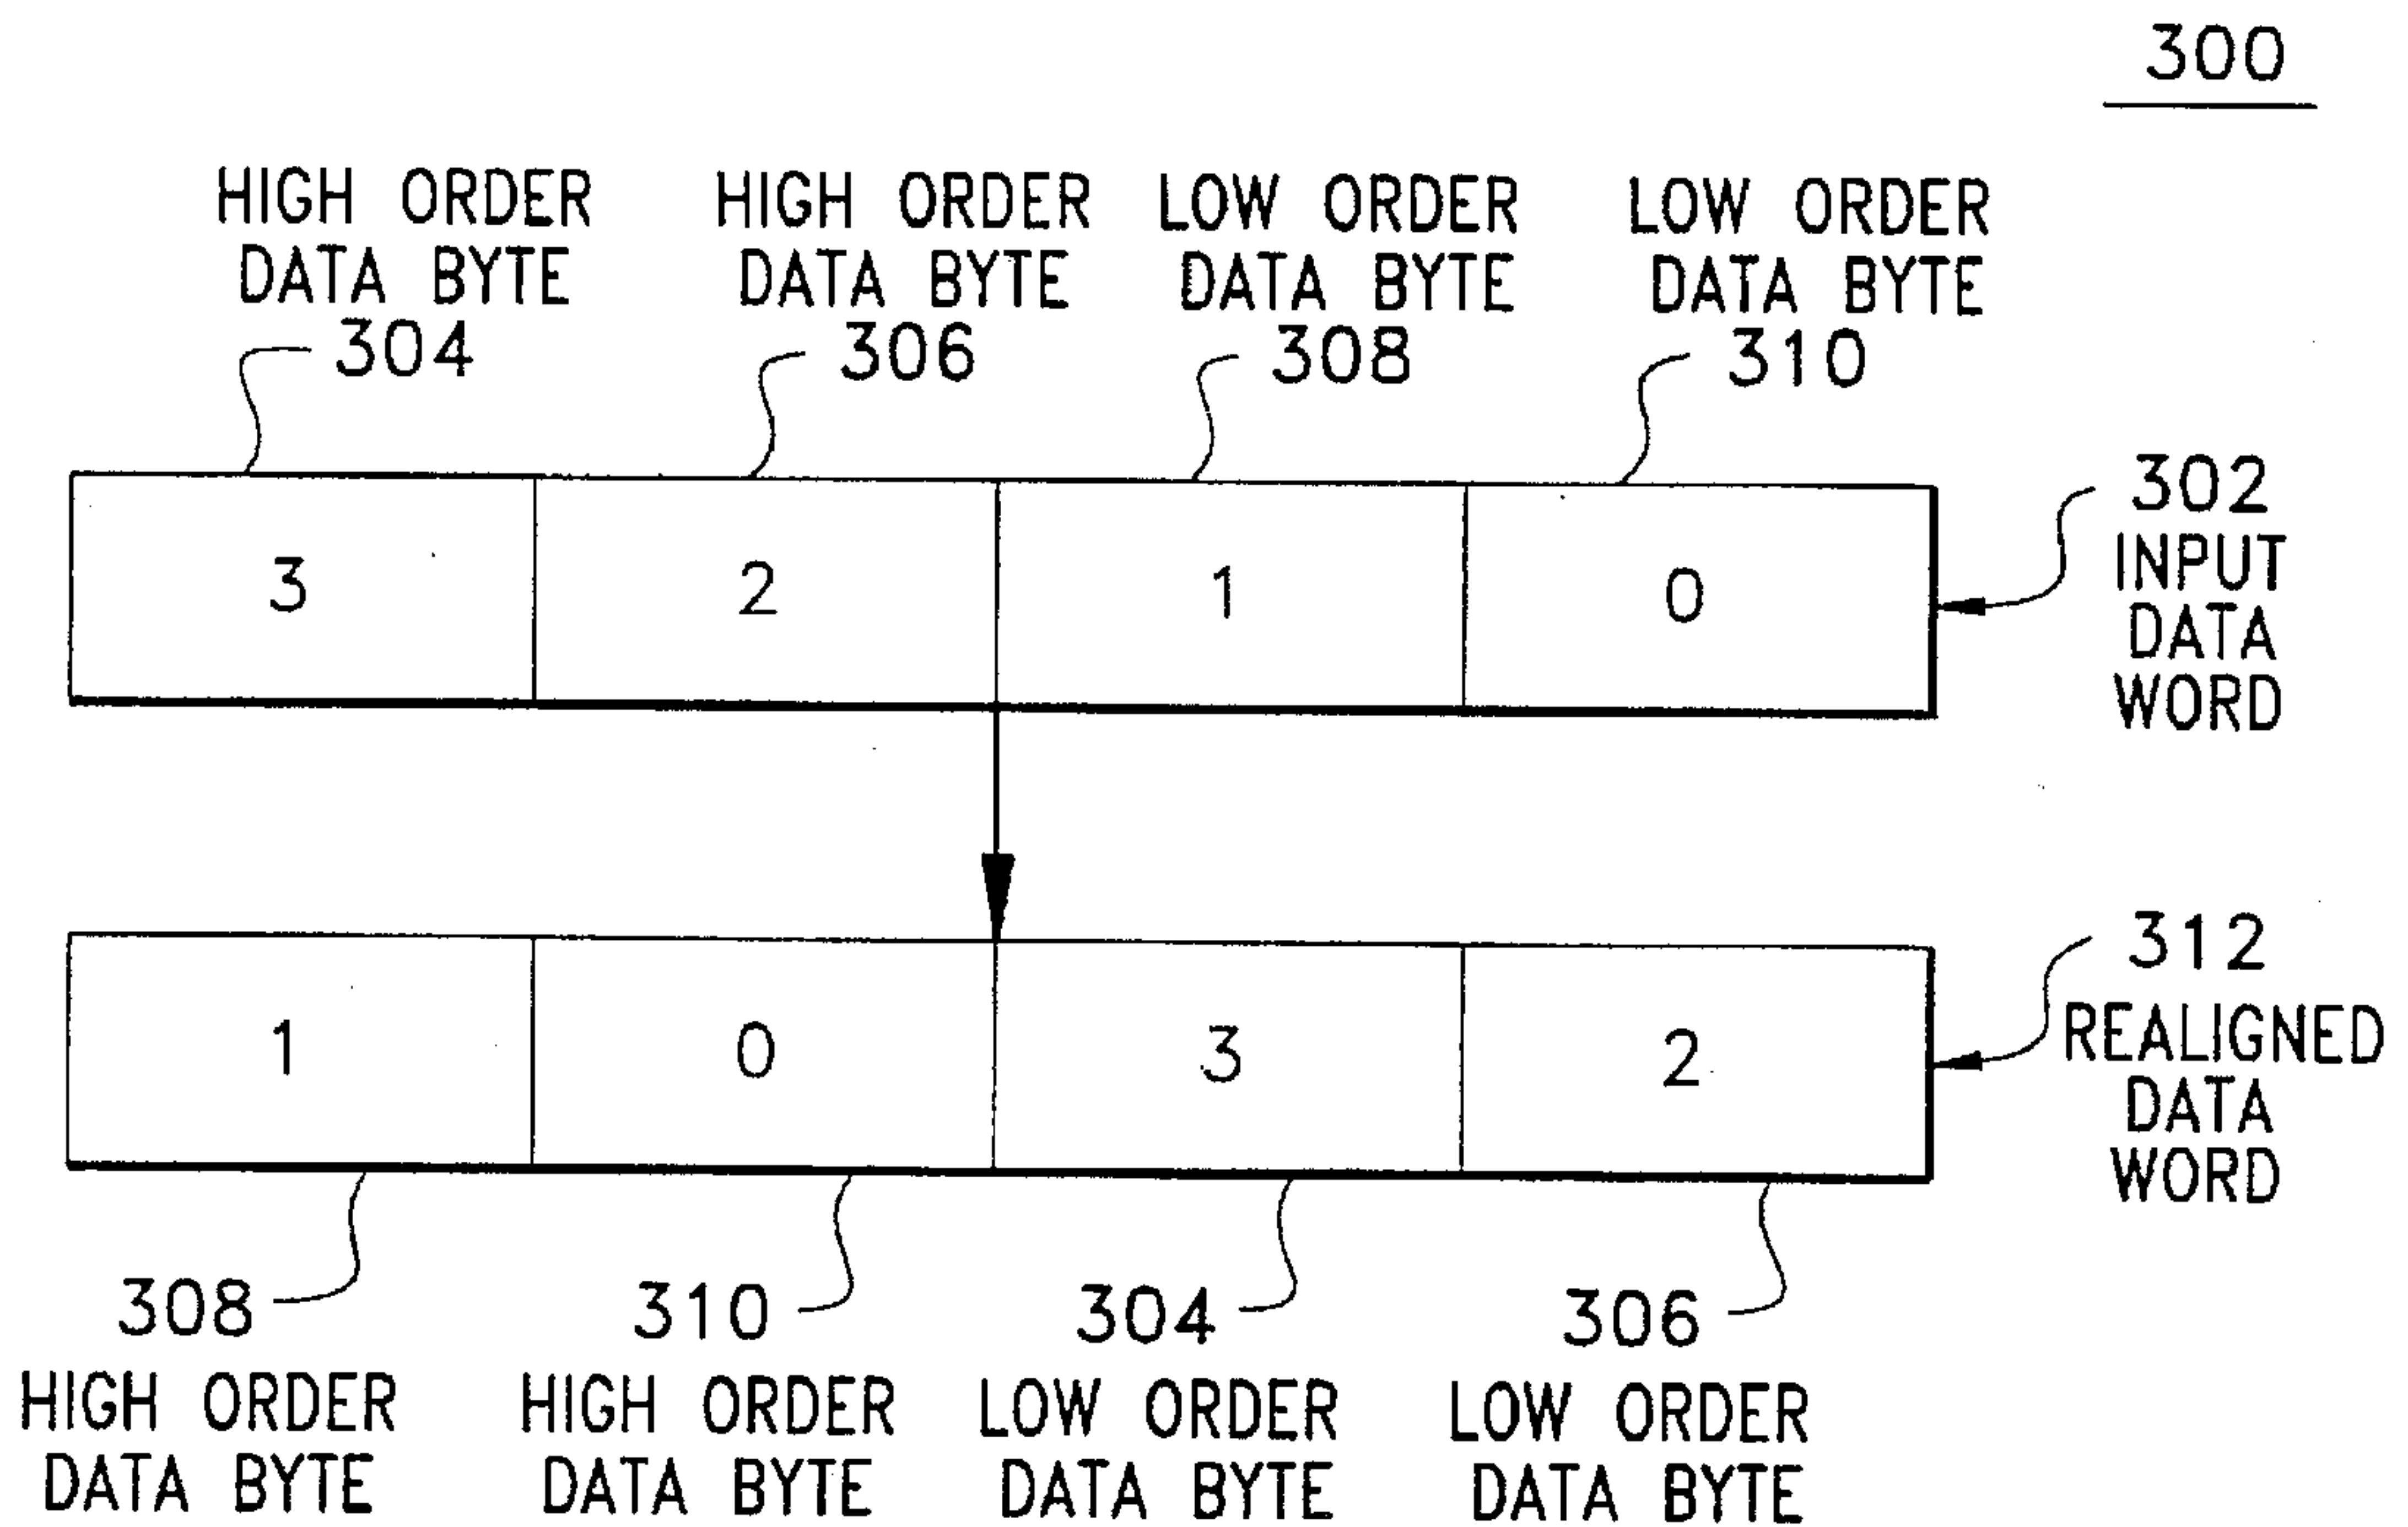 300
HIGH ORDER
DATA BYTE
304
HIGH ORDER
DATA BYTE
306
LOW ORDER
DATA BYTE
308
LOW ORDER
DATA BYTE
310
3 2 1 0
302
INPUT
DATA
WORD
1 0 3 2
312
REALIGNED
DATA
WORD
308
HIGH ORDER
DATA BYTE
310
HIGH ORDER
DATA BYTE
304
LOW ORDER
DATA BYTE
306
LOW ORDER
DATA BYTE